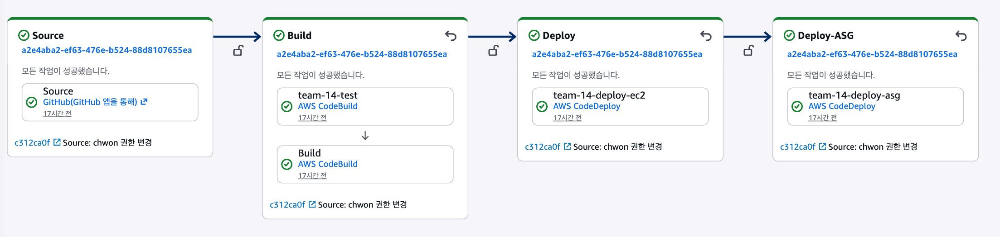 Source
a2e4aba2-ef63-476e-b524-88d8107655ea
모든 작업이 성공했습니다.
Source
GitHub(GitHub 앱을 통해)
17시간 전
c312ca0f Source: chwon 권한 변경
Build
a2e4aba2-ef63-476e-b524-88d8107655ea
모든 작업이 성공했습니다.
team-14-test
AWS CodeBuild
17시간 전
Build
AWS CodeBuild
17시간 전
c312ca0f Source: chwon 권한 변경
Deploy
a2e4aba2-ef63-476e-b524-88d8107655ea
모든 작업이 성공했습니다.
team-14-deploy-ec2
AWS CodeDeploy
17시간 전
c312ca0f Source: chwon 권한 변경
Deploy-ASG
a2e4aba2-ef63-476e-b524-88d8107655ea
모든 작업이 성공했습니다.
team-14-deploy-asg
AWS CodeDeploy
17시간 전
c312ca0f Source: chwon 권한 변경